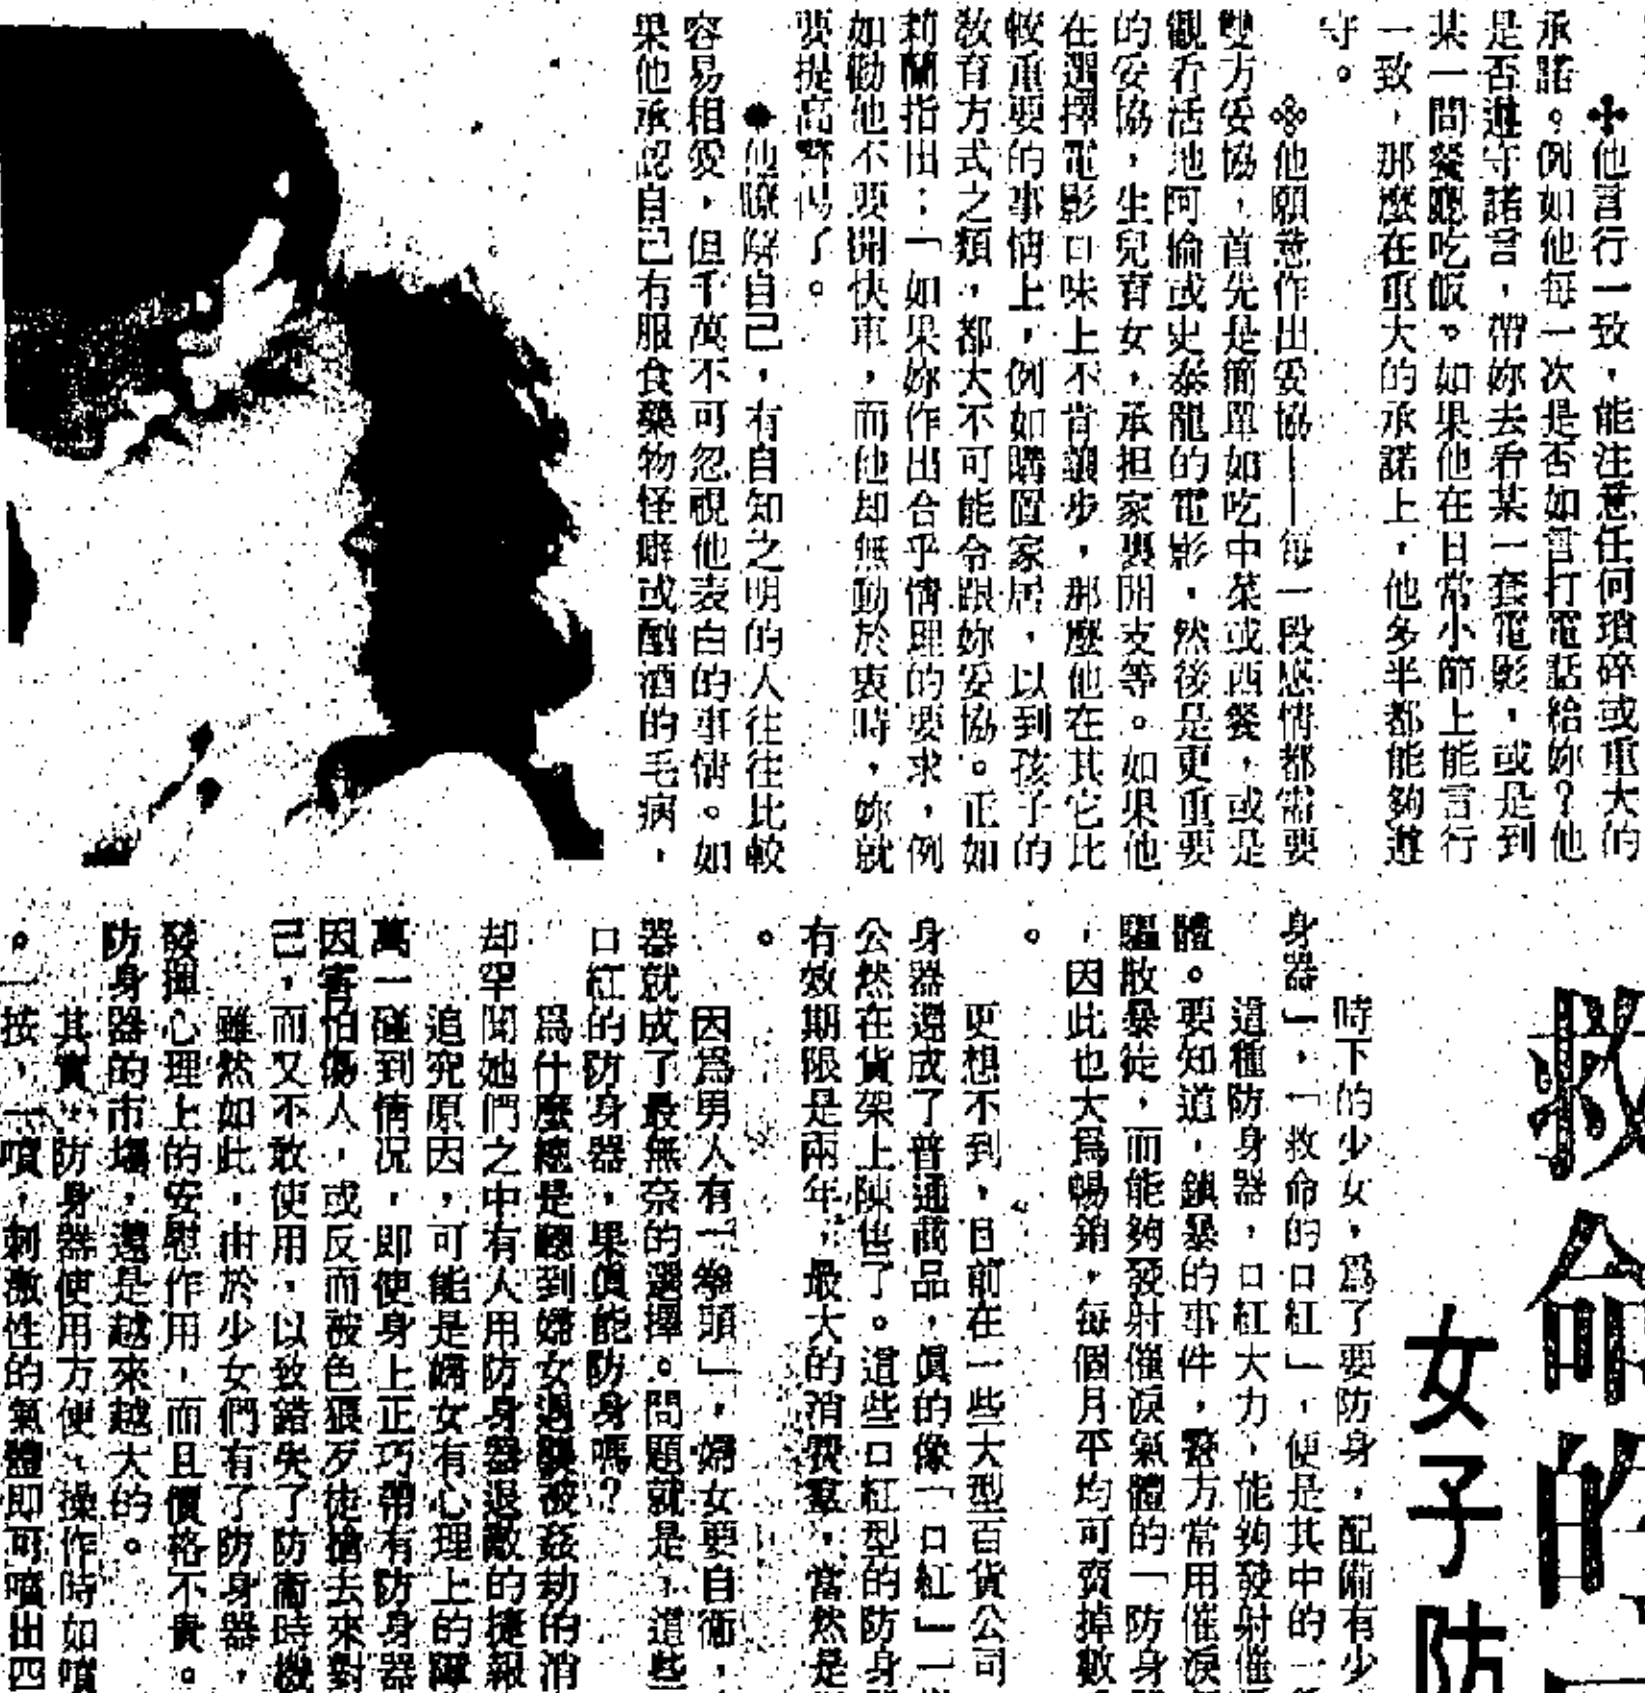 ✤他言行一致，能注意任何瑣碎或重大的
承諾。例如他每一次是否如言打電話給妳？他
是否遵守諾言，帶妳去看某一套電影，或是到
某一間餐廳吃飯。如果他在日常小節上能言行
一致，那麼在重大的承諾上，他多半都能夠遵
守。
※他願意作出妥協——每一段感情都需要
雙方妥協，首先是簡單如吃中菜或西餐，或是
觀看活地阿倫或史泰龍的電影，然後是更重要
的妥協，生兒育女，承担家裏開支等。如果他
在選擇電影口味上不肯讓步，那麼他在其它比
較重要的事情上，例如購置家居，以到孩子的
敎育方式之類，都大不可能令跟妳妥協。正如
莉蘭指出：「如果妳作出合乎情理的要求，例
如勸他不要開快車，而他却無動於衷時，妳就
要提高警惕了。
◆他瞭解自己，有自知之明的人往往比較
容易相愛，但千萬不可忽視他表白的事情。如
果他承認自己有服食藥物怪癖或酗酒的毛病，
救命的
女子防
時下的少女，爲了要防身，配備有少
身器」，「救命的口紅」，便是其中的一
這種防身器，口紅大力，能夠發射催
體。要知道，鎮暴的事件，警方常用催淚
驅散暴徒，而能夠發射催淚氣體的「防身
，因此也大爲暢銷，每個月平均可賣掉數
。
更想不到，日前在一些大型百貨公司
身器還成了普通商品，眞的像「口紅」一
公然在貨架上陳售了。這些口紅型的防身
有效期限是兩年，最大的消費羣，當然是
。
因爲男人有「拳頭」，婦女要自衞，
器就成了最無奈的選擇。問題就是，這些
口紅的防身器，果眞能防身嗎？
爲什麼總是聽到婦女遇襲被姦劫的消
却罕聞她們之中有人用防身器退敵的捷報
追究原因，可能是婦女有心理上的障
萬一碰到情況，即使身上正巧帶有防身器
因害怕傷人，或反而被色狼歹徒搶去來對
己，而又不敢使用，以致錯失了防衞時機
雖然如此，由於少女們有了防身器，
發揮心理上的安慰作用，而且價格不貴。
防身器的市場，還是越來越大的。
其實，防身器使用方便，操作時如噴
。一按，一噴，刺激性的氣體即可噴出四